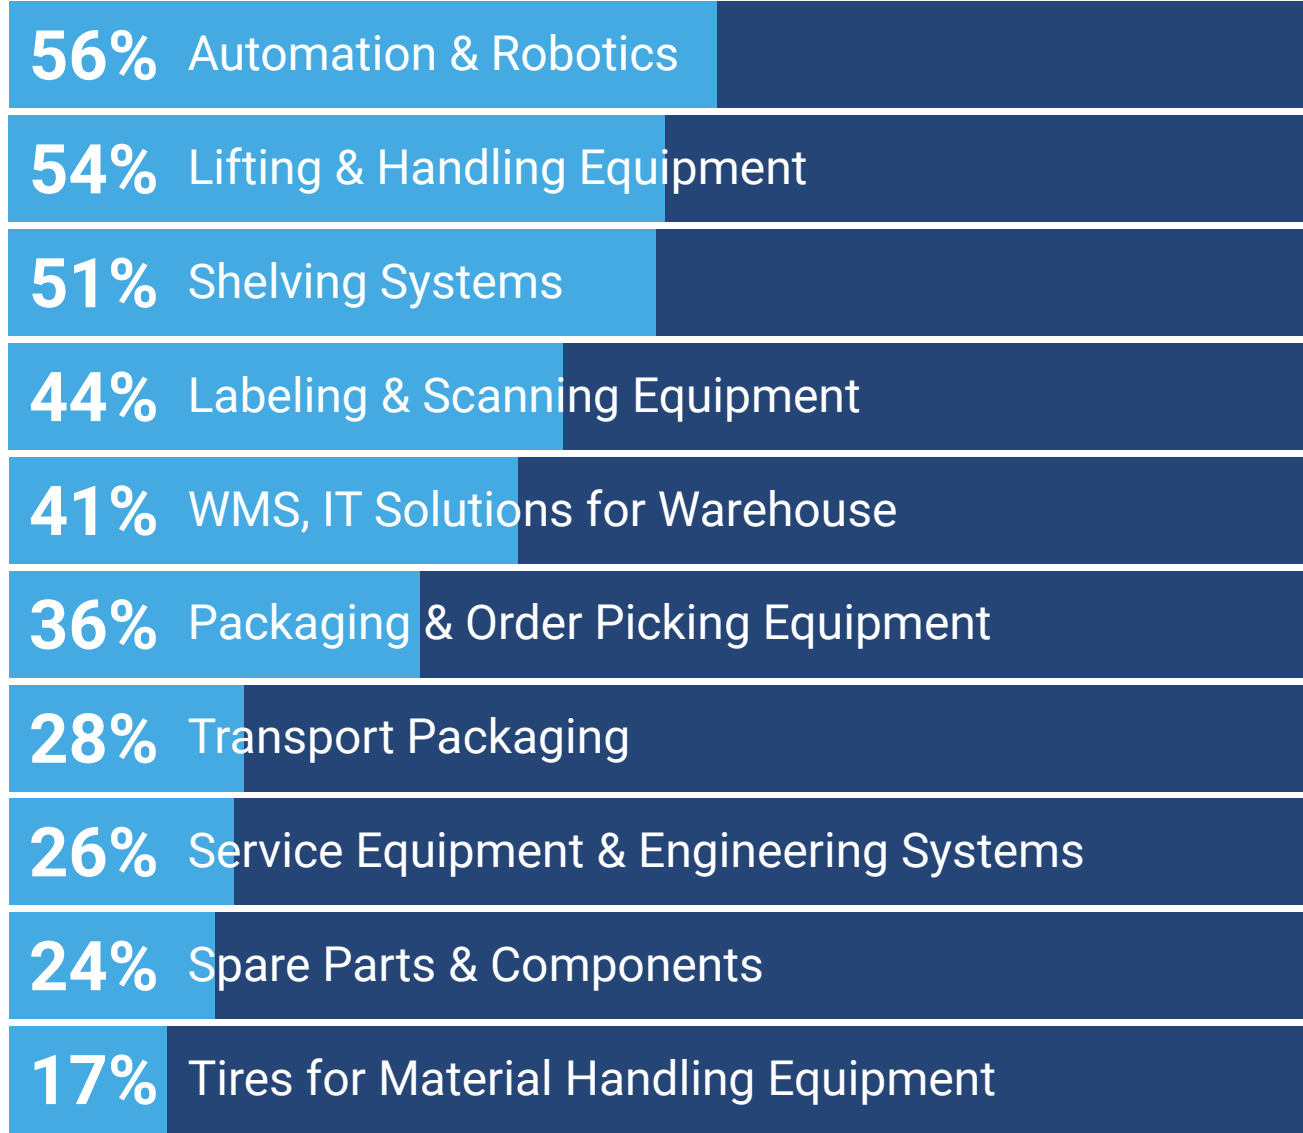 56% Automation & Robotics
54% Lifting & Handling Equipment
51% Shelving Systems
44% Labeling & Scanning Equipment
41% WMS, IT Solutions for Warehouse
36% Packaging & Order Picking Equipment
28% Transport Packaging
26% Service Equipment & Engineering Systems
24% Spare Parts & Components
17% Tires for Material Handling Equipment